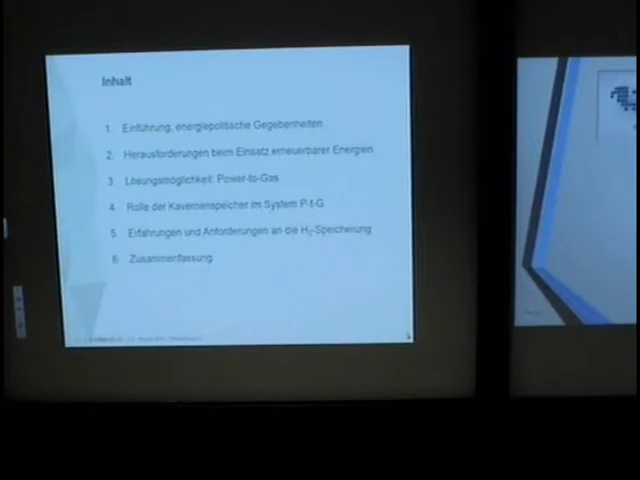 Inhalt
1. Einführung, energiepolitische Gegebenheiten
2. Herausforderungen beim Einsatz erneuerbarer Energien
3. Lösungsmöglichkeit: Power-to-Gas
4. Rolle der Kavernenspeicher im System P-t-G
5. Erfahrungen und Anforderungen an die H₂-Speicherung
6. Zusammenfassung